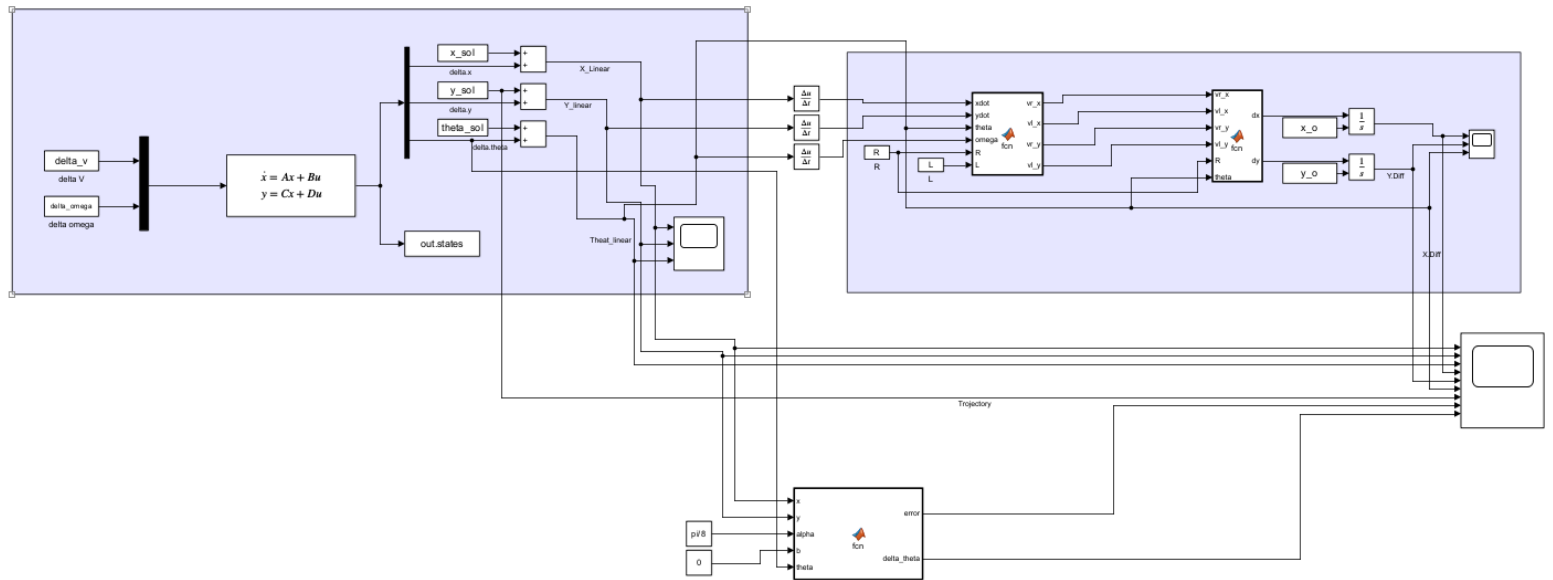 delta_v
delta V
delta_omega
delta omega
ẋ = Ax + Bu
y = Cx + Du
out.states
x_sol
delta.x
y_sol
delta.y
theta_sol
delta.theta
+
+
+
+
+
+
X_Linear
Y_linear
Theat_linear
Δu
Δt
Δu
Δt
Δu
Δt
R
R
L
L
xdot
ydot
theta
omega
R
L
fcn
vr_x
vl_x
vr_y
vl_y
vr_x
vl_x
vr_y
vl_y
R
theta
fcn
dx
dy
x_o
y_o
1
s
1
s
Y.Diff
X.Diff
Trojectory
pi/8
0
x
y
alpha
b
theta
fcn
error
delta_theta